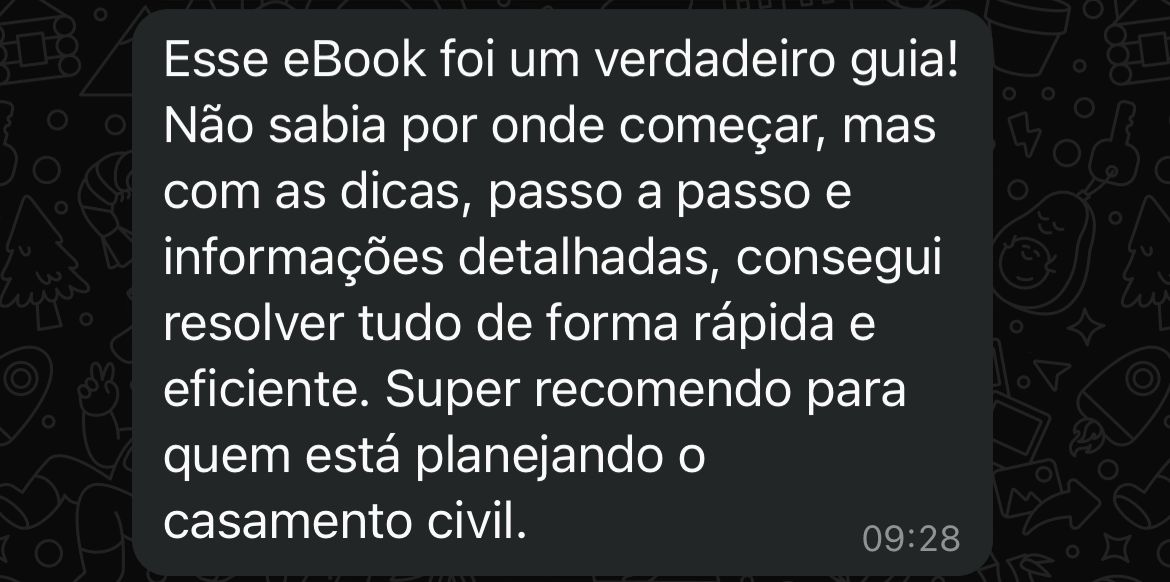 Esse eBook foi um verdadeiro guia!
Não sabia por onde começar, mas
com as dicas, passo a passo e
informações detalhadas, consegui
resolver tudo de forma rápida e
eficiente. Super recomendo para
quem está planejando o
casamento civil.
09:28